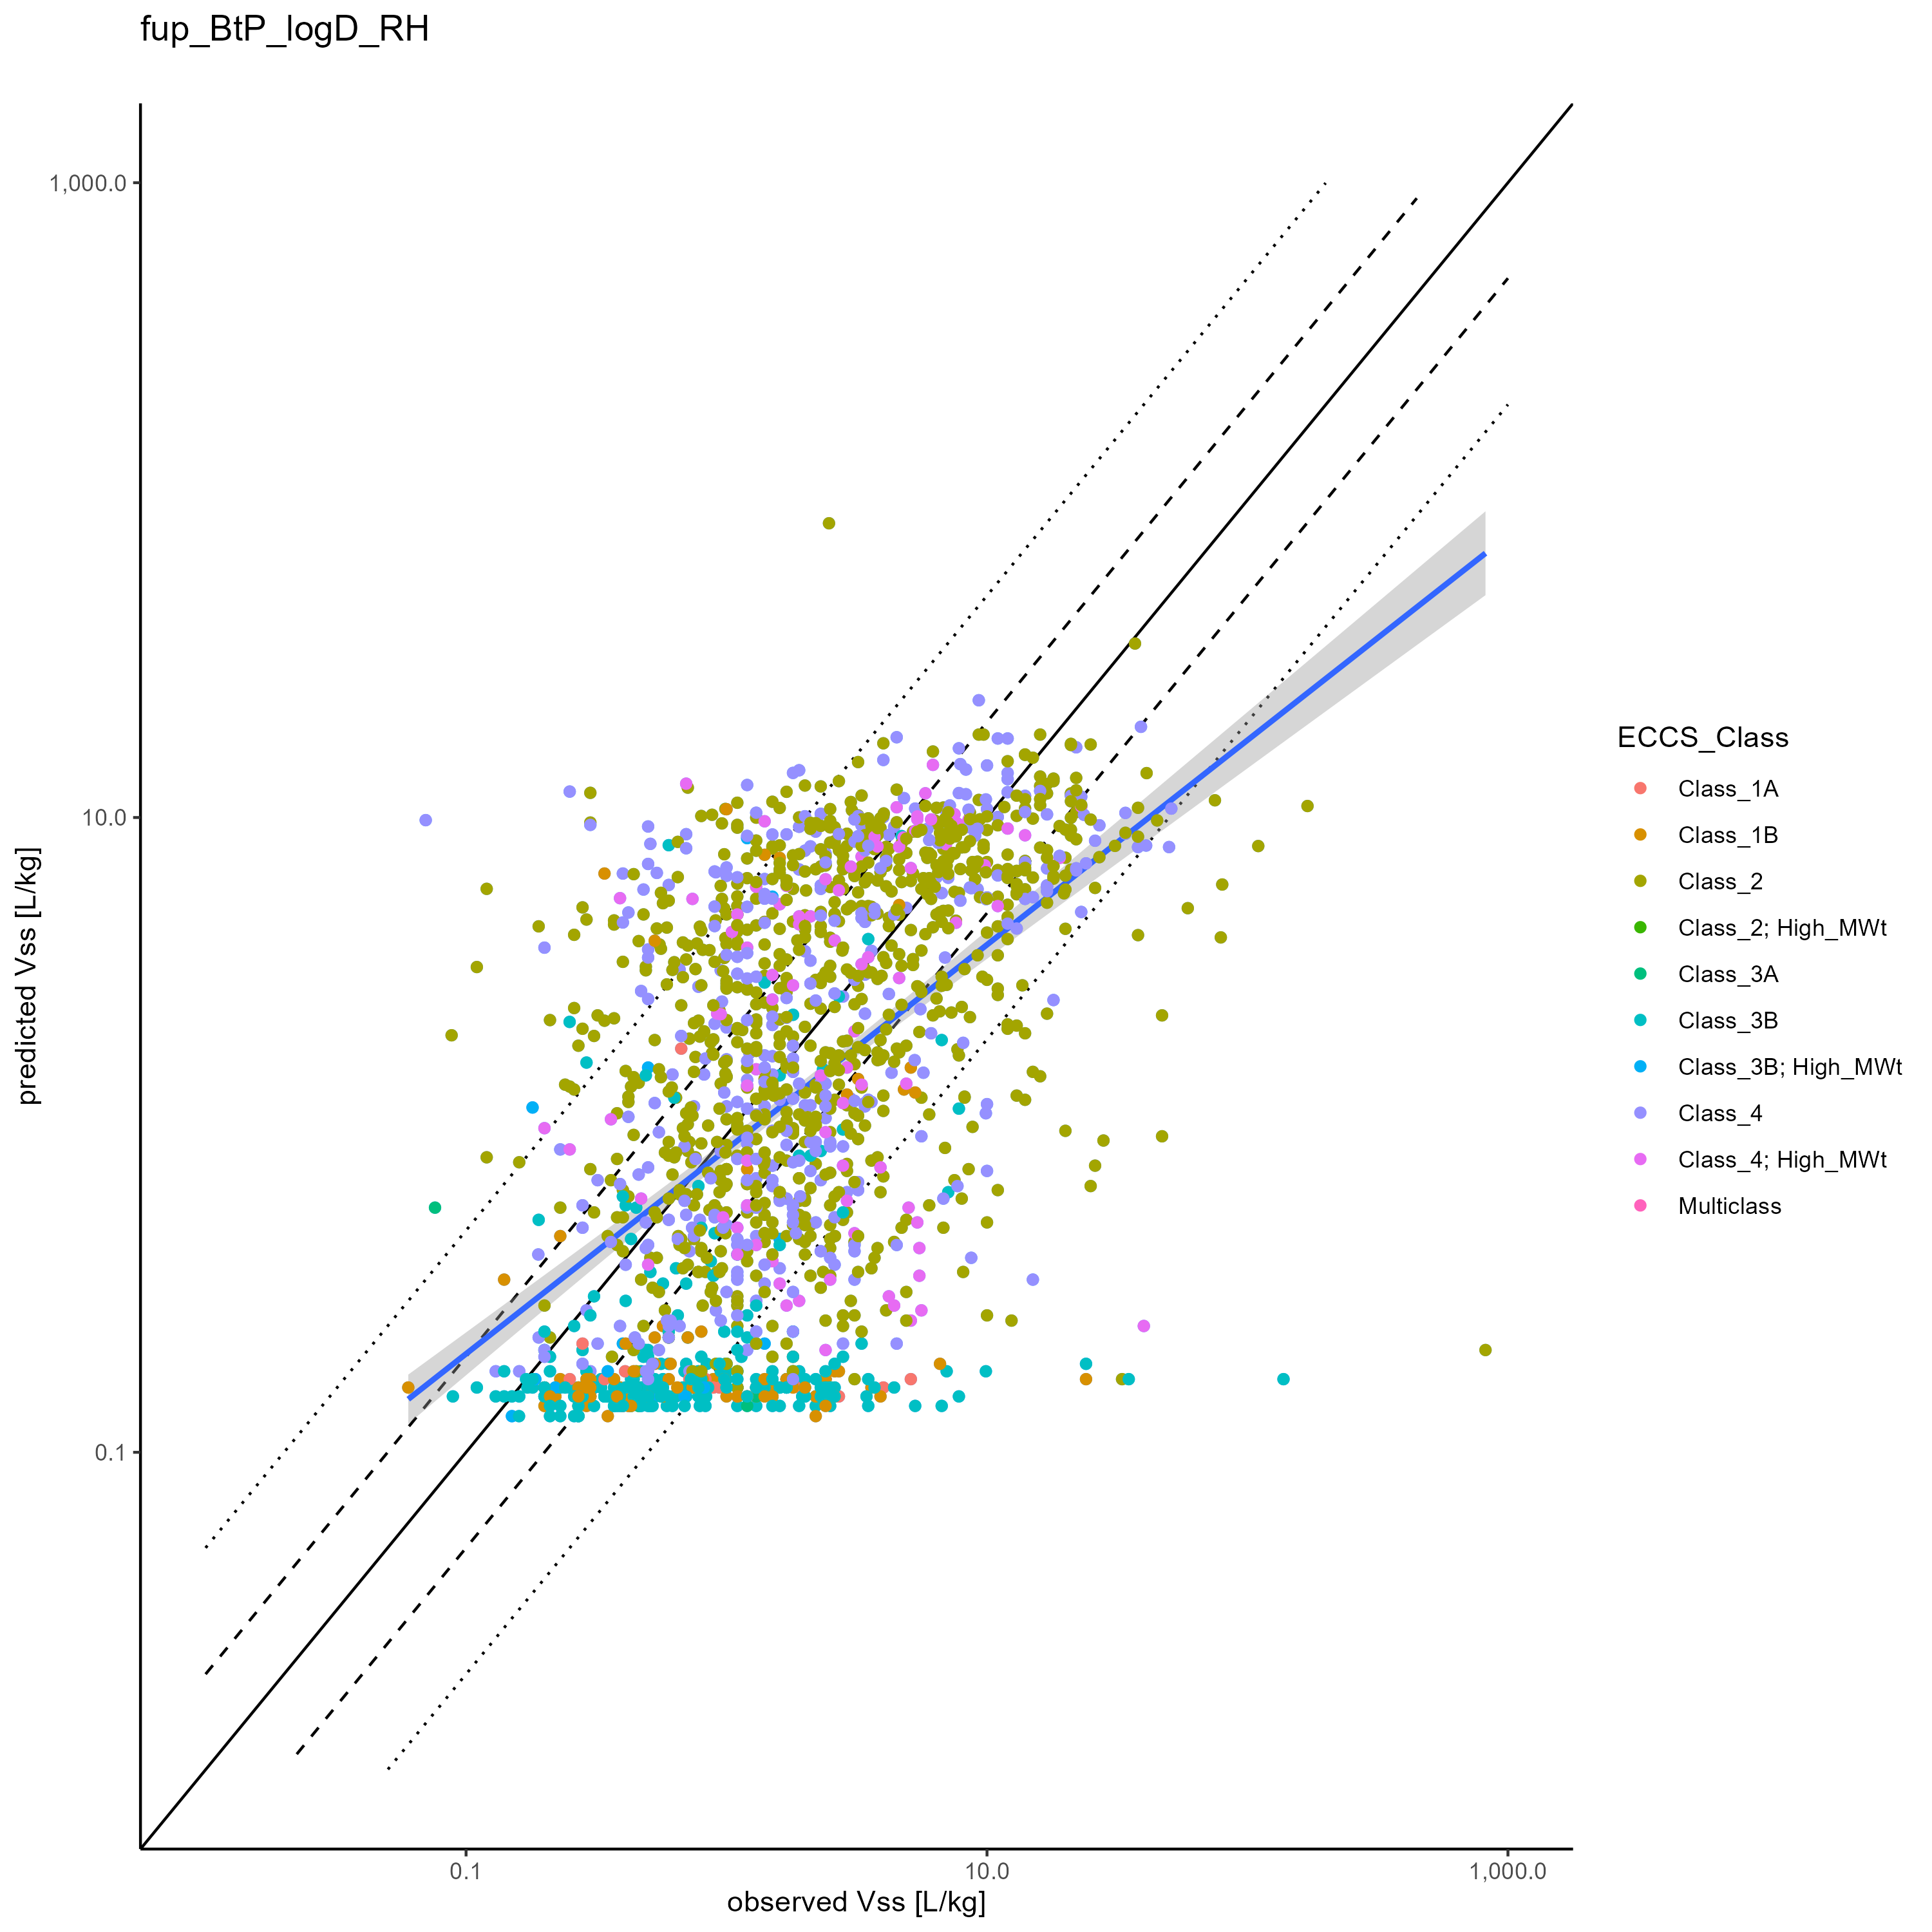 fup_BtP_logD_RH
1,000.0
10.0
0.1
predicted Vss [L/kg]
0.1
10.0
1,000.0
observed Vss [L/kg]
ECCS_Class
Class_1A
Class_1B
Class_2
Class_2; High_MWt
Class_3A
Class_3B
Class_3B; High_MWt
Class_4
Class_4; High_MWt
Multiclass